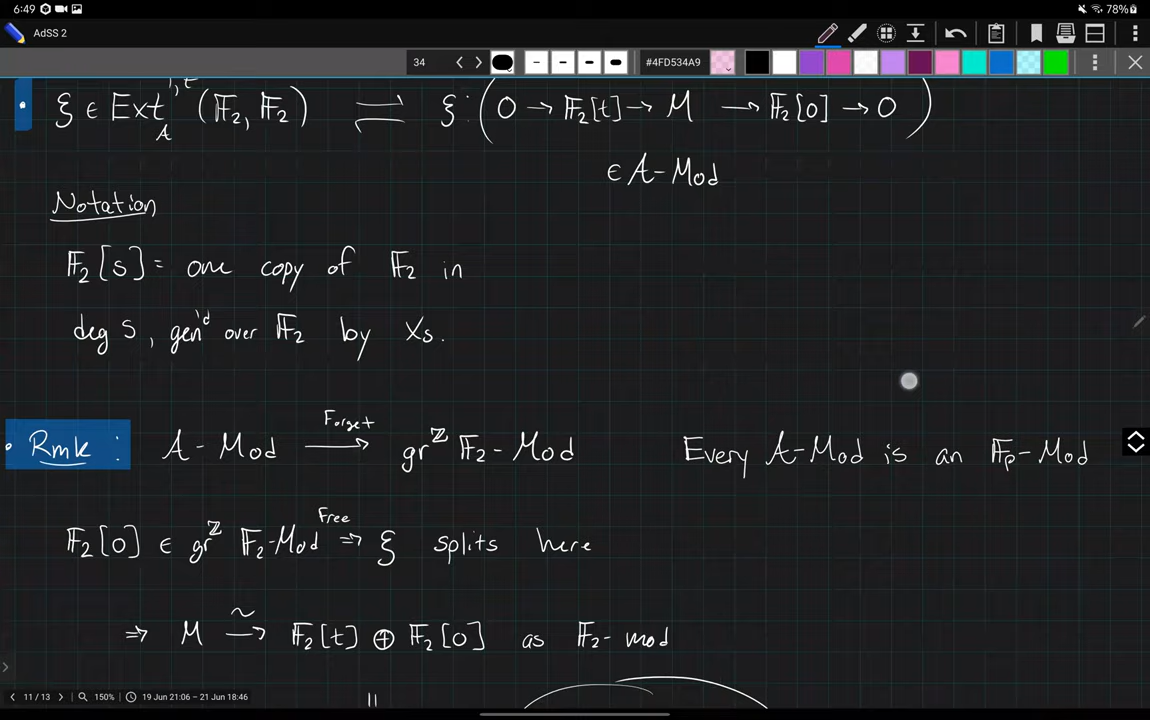 6:49
78%
AdSS 2
34
#4FD534A9
ξ ∈ Ext_A^{1,t} (𝔽₂, 𝔽₂) ⇌ ξ: (0 → 𝔽₂[t] → M → 𝔽₂[0] → 0)
∈ A-Mod
Notation
𝔽₂[s] = one copy of 𝔽₂ in
deg s, gen'd over 𝔽₂ by Xs.
• Rmk: A-Mod —Forget→ gr^ℤ 𝔽₂-Mod Every A-Mod is an 𝔽p-Mod
𝔽₂[0] ∈ gr^ℤ 𝔽₂-Mod^Free ⇒ ξ splits here
⇒ M ⥲ 𝔽₂[t] ⊕ 𝔽₂[0] as 𝔽₂-mod
11 / 13
150%
19 Jun 21:06 - 21 Jun 18:46